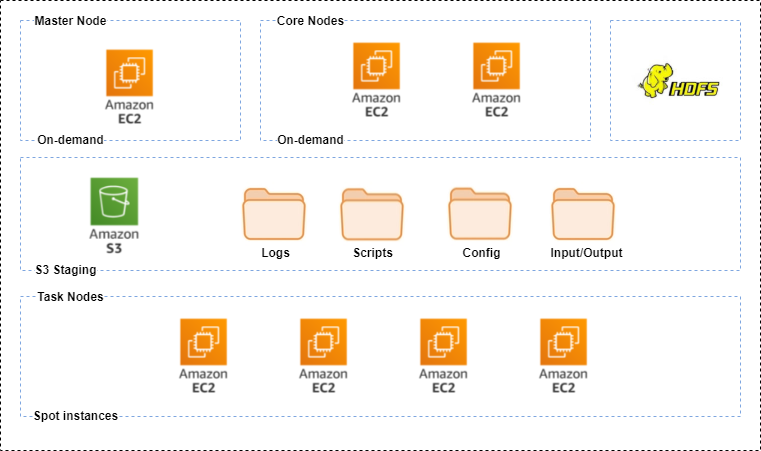 Master Node
Core Nodes
Amazon
EC2
Amazon
EC2
Amazon
EC2
HDFS
On-demand
On-demand
Amazon
S3
Logs
Scripts
Config
Input/Output
S3 Staging
Task Nodes
Amazon
EC2
Amazon
EC2
Amazon
EC2
Amazon
EC2
Spot instances